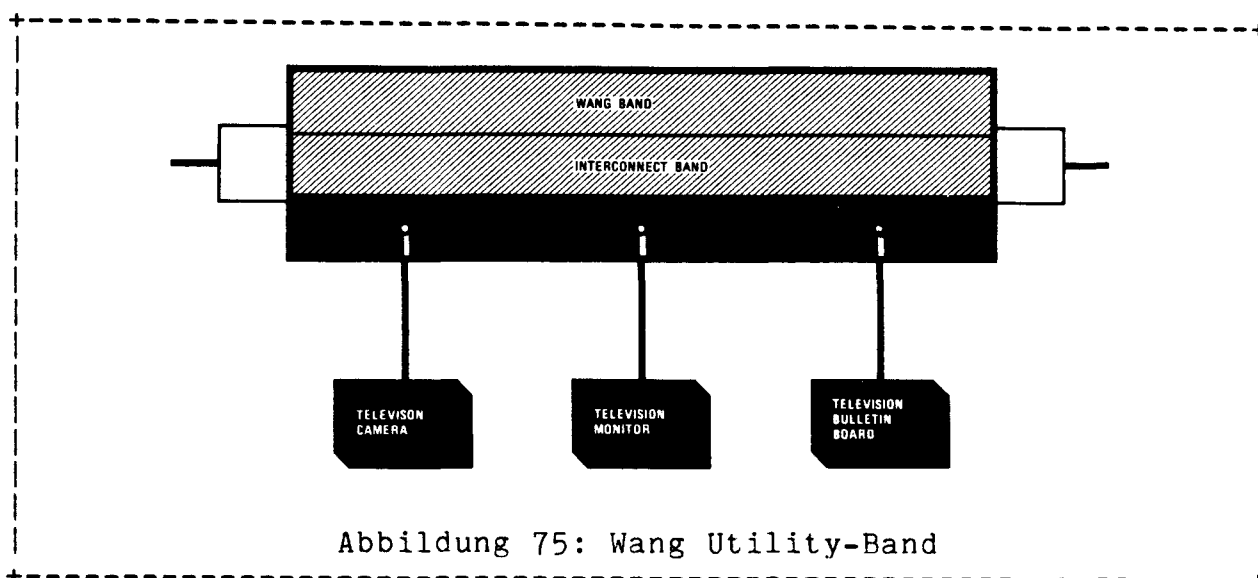 WANG BAND
INTERCONNECT BAND
TELEVISON
CAMERA
TELEVISION
MONITOR
TELEVISION
BULLETIN
BOARD
Abbildung 75: Wang Utility-Band